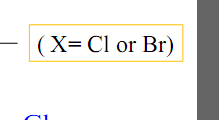 ( X= Cl or Br)